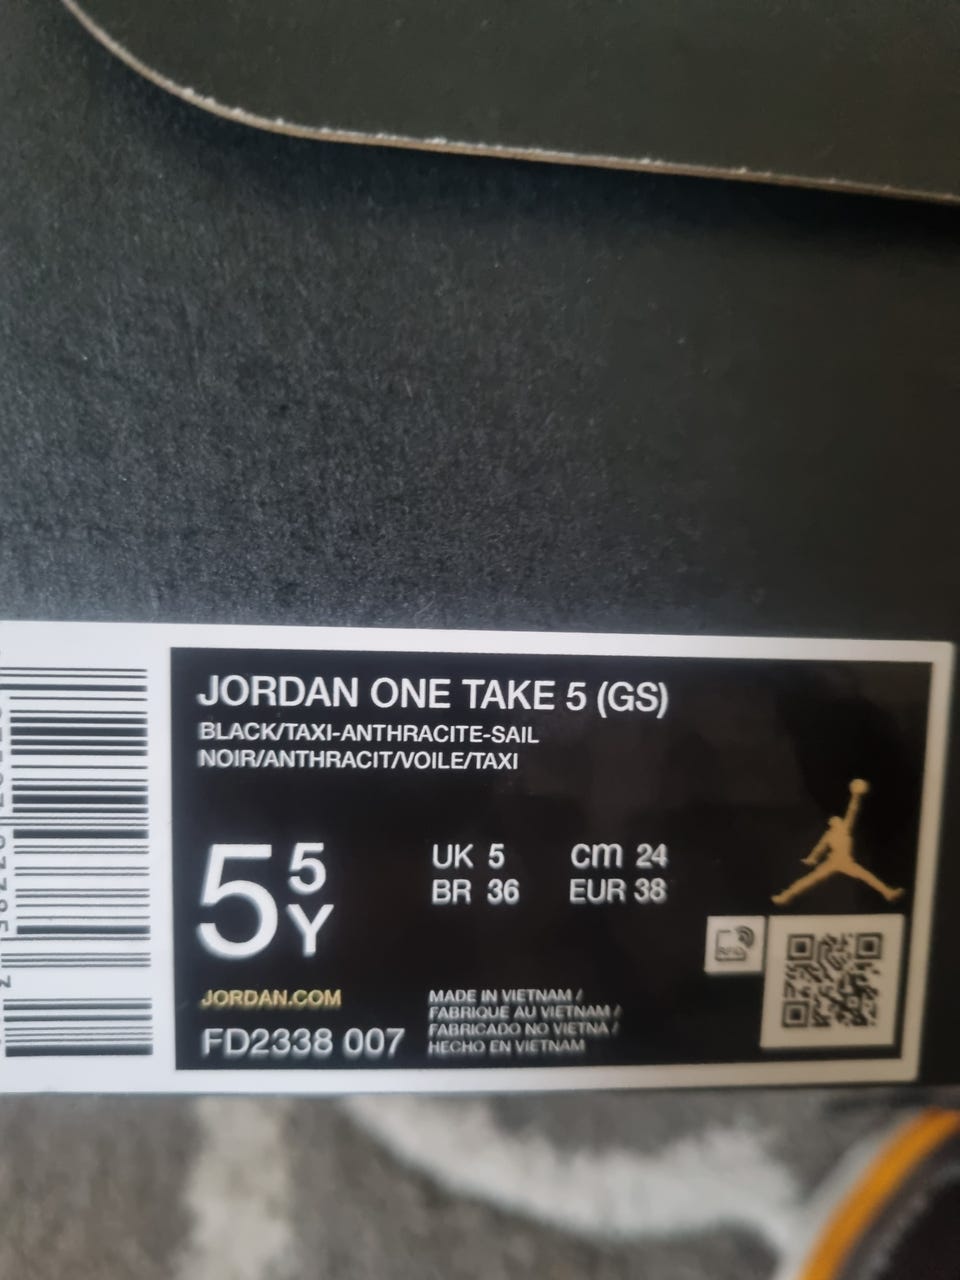 JORDAN ONE TAKE 5 (GS)
BLACK/TAXI-ANTHRACITE-SAIL
NOIR/ANTHRACIT/VOILE/TAXI
5 5Y
UK 5 cm 24
BR 36 EUR 38
RFID
JORDAN.COM
FD2338 007
MADE IN VIETNAM /
FABRIQUE AU VIETNAM /
FABRICADO NO VIETNA /
HECHO EN VIETNAM